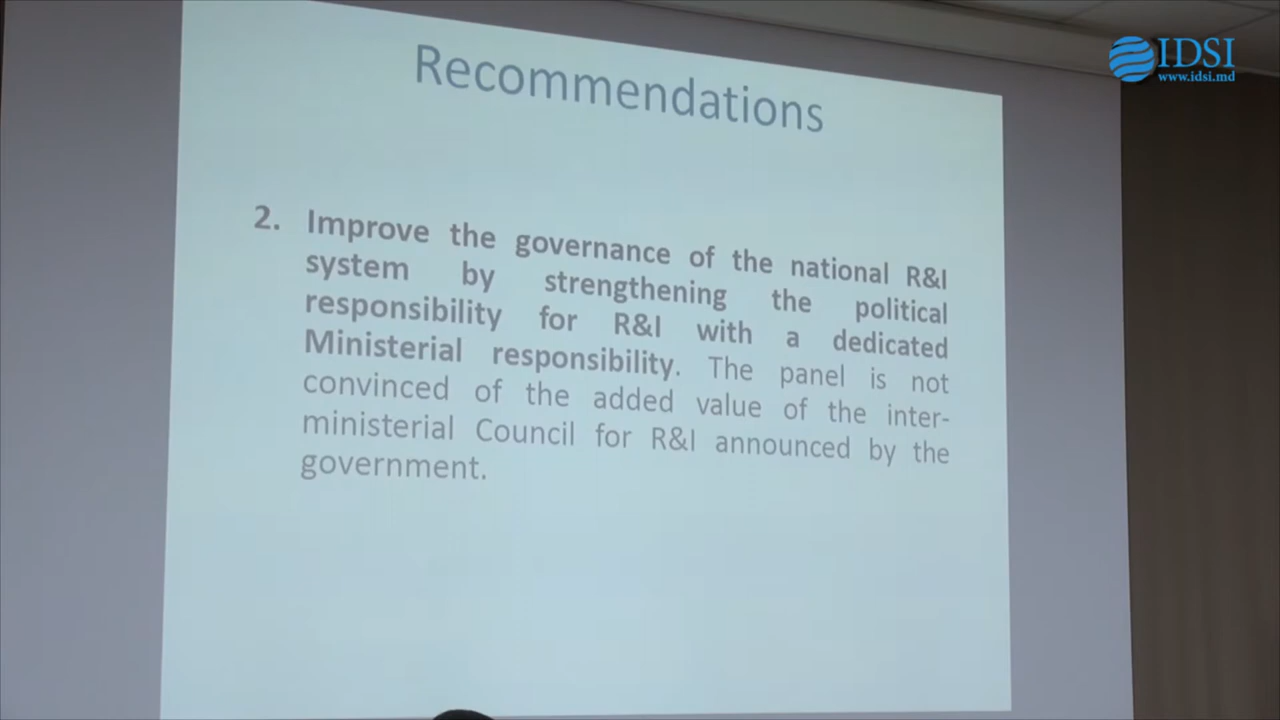 IDSI
www.idsi.md
Recommendations
2. Improve the governance of the national R&I
system by strengthening the political
responsibility for R&I with a dedicated
Ministerial responsibility. The panel is not
convinced of the added value of the inter-
ministerial Council for R&I announced by the
government.